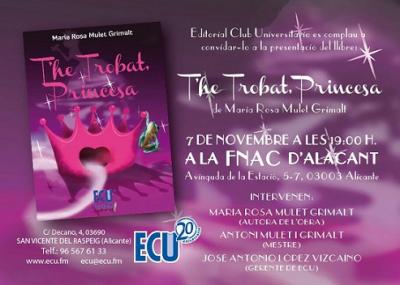 Maria Rosa Mulet Grimalt
The Trobat,
Princesa
ECU
C/ Decano, 4, 03690
SAN VICENTE DEL RASPEIG (Alicante)
Telf.: 96 567 61 33
www.ecu.fm ecu@ecu.fm
ECU 20
Editorial Club Universitario es complau a
convidar-lo a la presentació del llibre:
The Trobat, Princesa
de Maria Rosa Mulet Grimalt
7 DE NOVEMBRE A LES 19:00 H.
A LA FNAC D'ALACANT
Avinguda de la Estació, 5-7, 03003 Alicante
INTERVENEN:
MARIA ROSA MULET GRIMALT
(AUTORA DE L'OBRA)
ANTONI MULET I GRIMALT
(MESTRE)
JOSE ANTONIO LÓPEZ VIZCAINO
(GERENTE DE ECU)